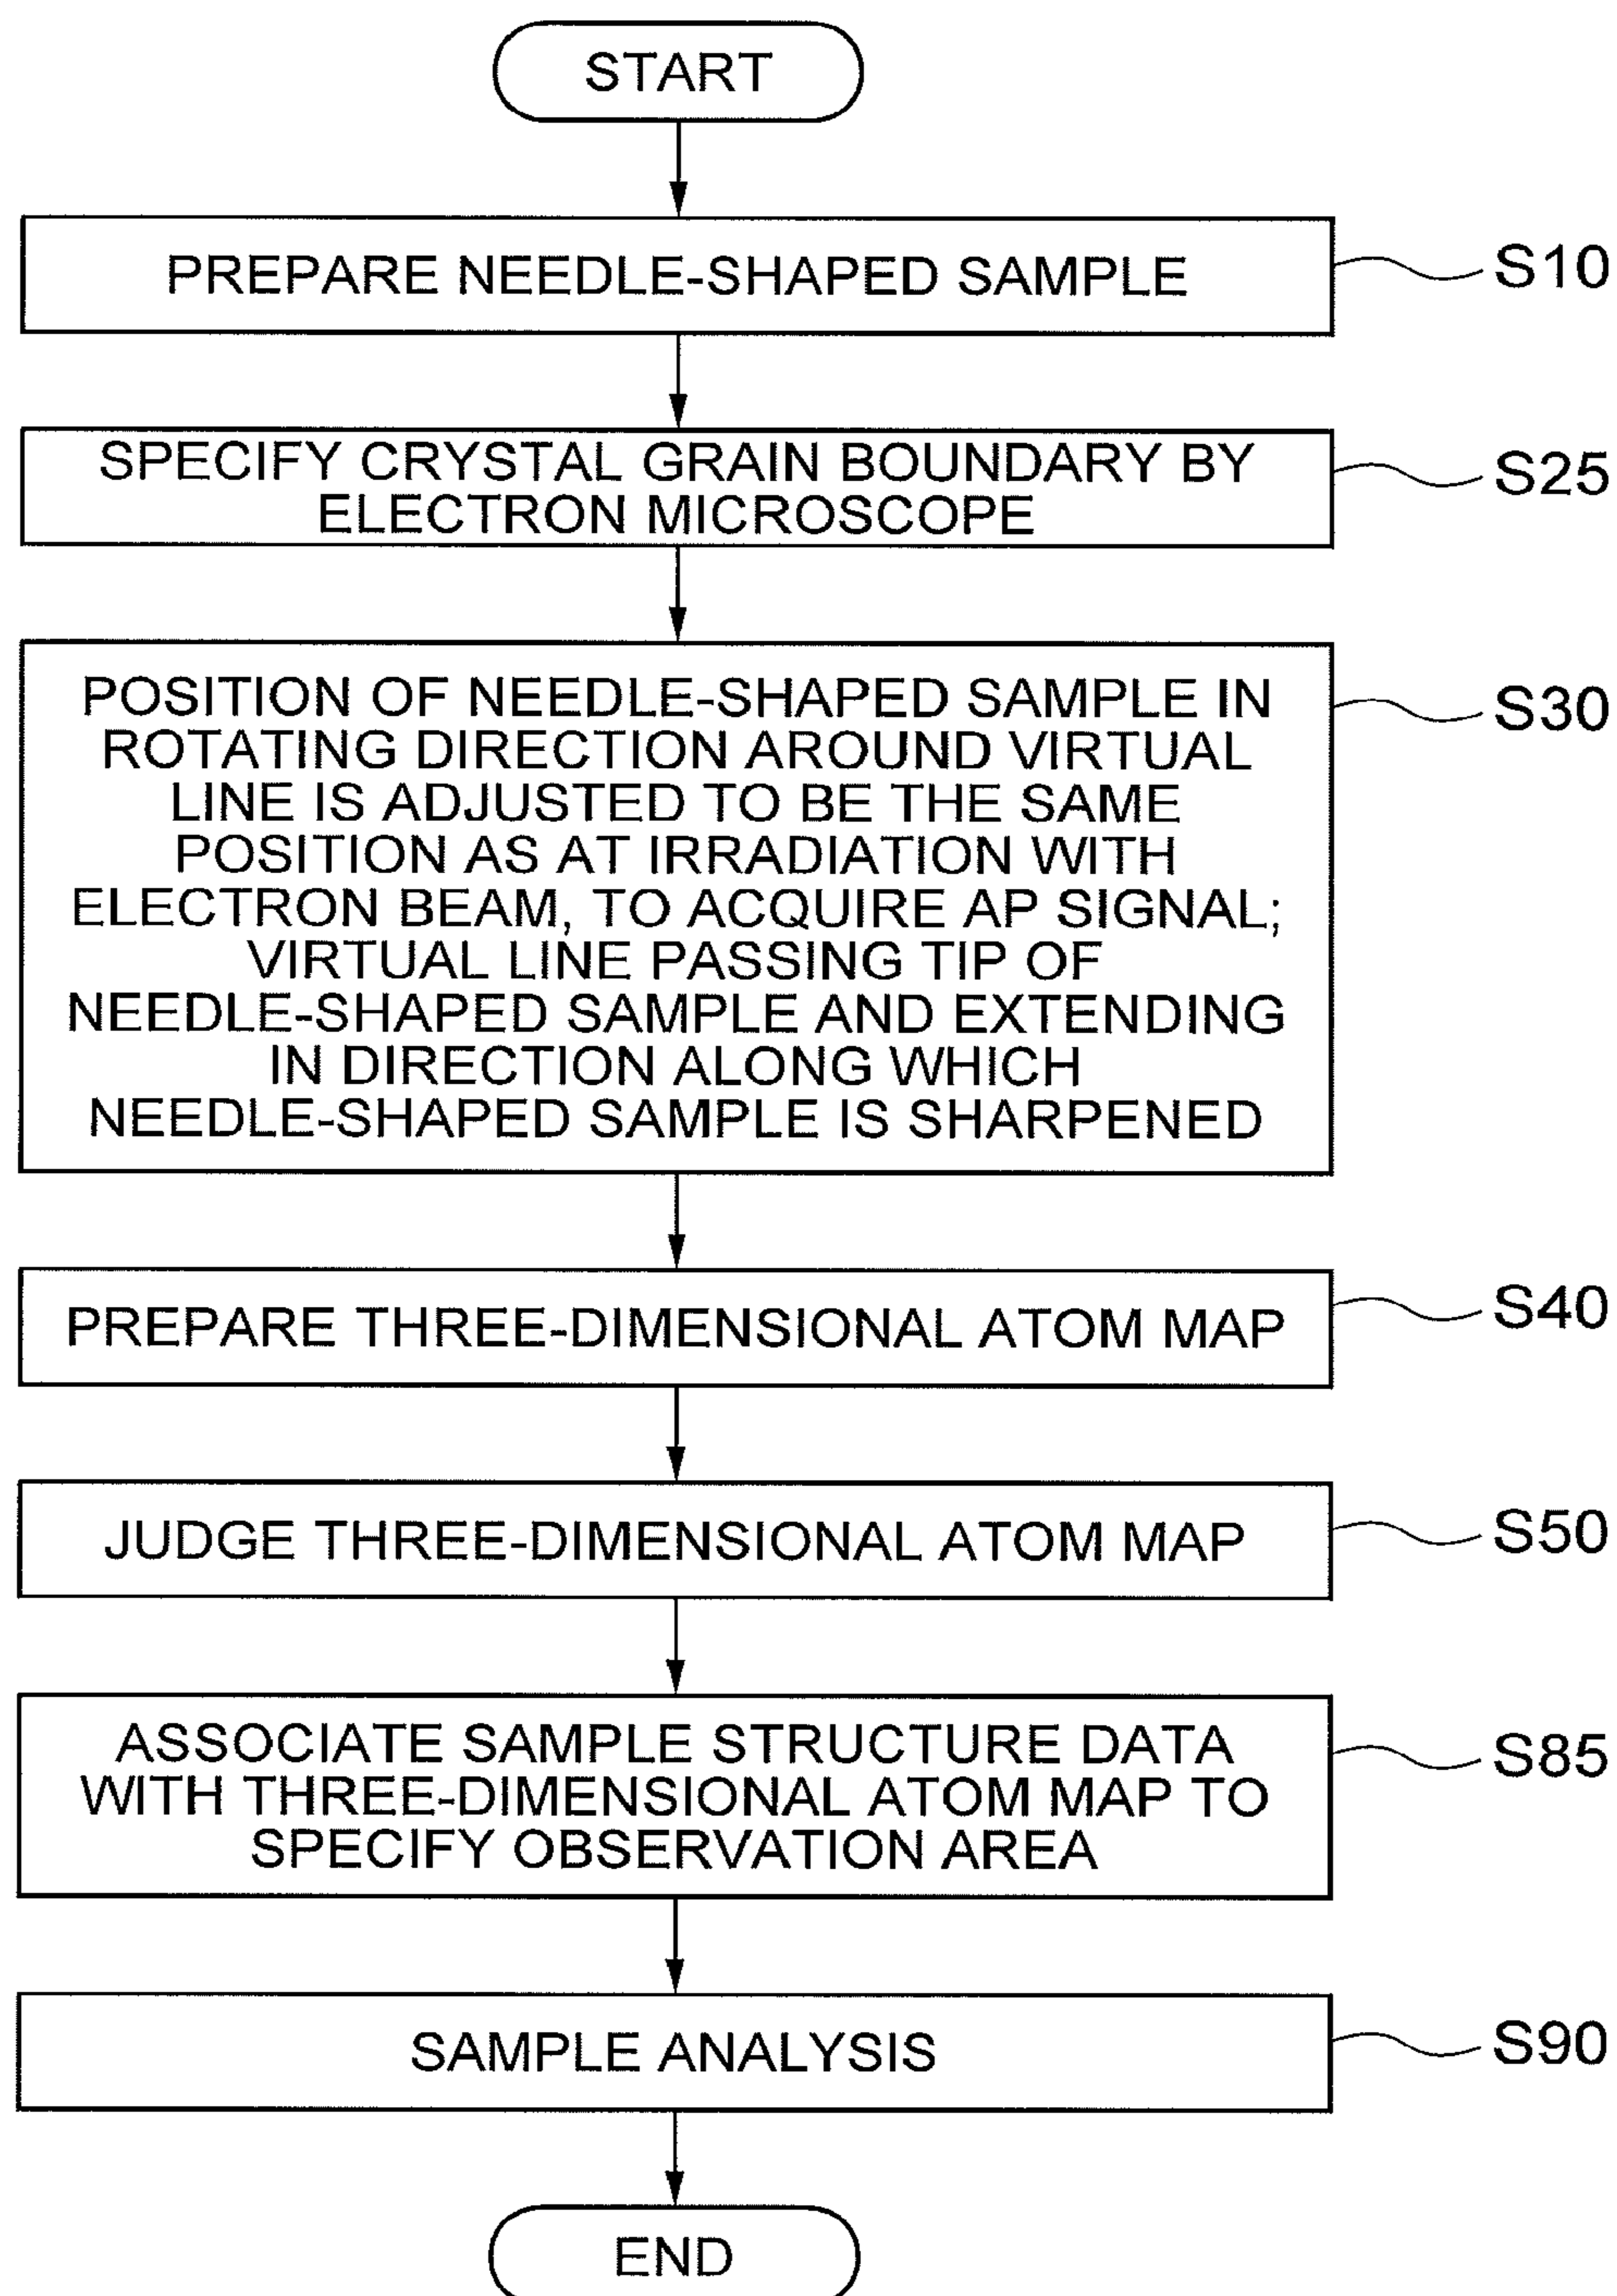 START
PREPARE NEEDLE-SHAPED SAMPLE
S10
SPECIFY CRYSTAL GRAIN BOUNDARY BY
ELECTRON MICROSCOPE
S25
POSITION OF NEEDLE-SHAPED SAMPLE IN
ROTATING DIRECTION AROUND VIRTUAL
LINE IS ADJUSTED TO BE THE SAME
POSITION AS AT IRRADIATION WITH
ELECTRON BEAM, TO ACQUIRE AP SIGNAL;
VIRTUAL LINE PASSING TIP OF
NEEDLE-SHAPED SAMPLE AND EXTENDING
IN DIRECTION ALONG WHICH
NEEDLE-SHAPED SAMPLE IS SHARPENED
S30
PREPARE THREE-DIMENSIONAL ATOM MAP
S40
JUDGE THREE-DIMENSIONAL ATOM MAP
S50
ASSOCIATE SAMPLE STRUCTURE DATA
WITH THREE-DIMENSIONAL ATOM MAP TO
SPECIFY OBSERVATION AREA
S85
SAMPLE ANALYSIS
S90
END